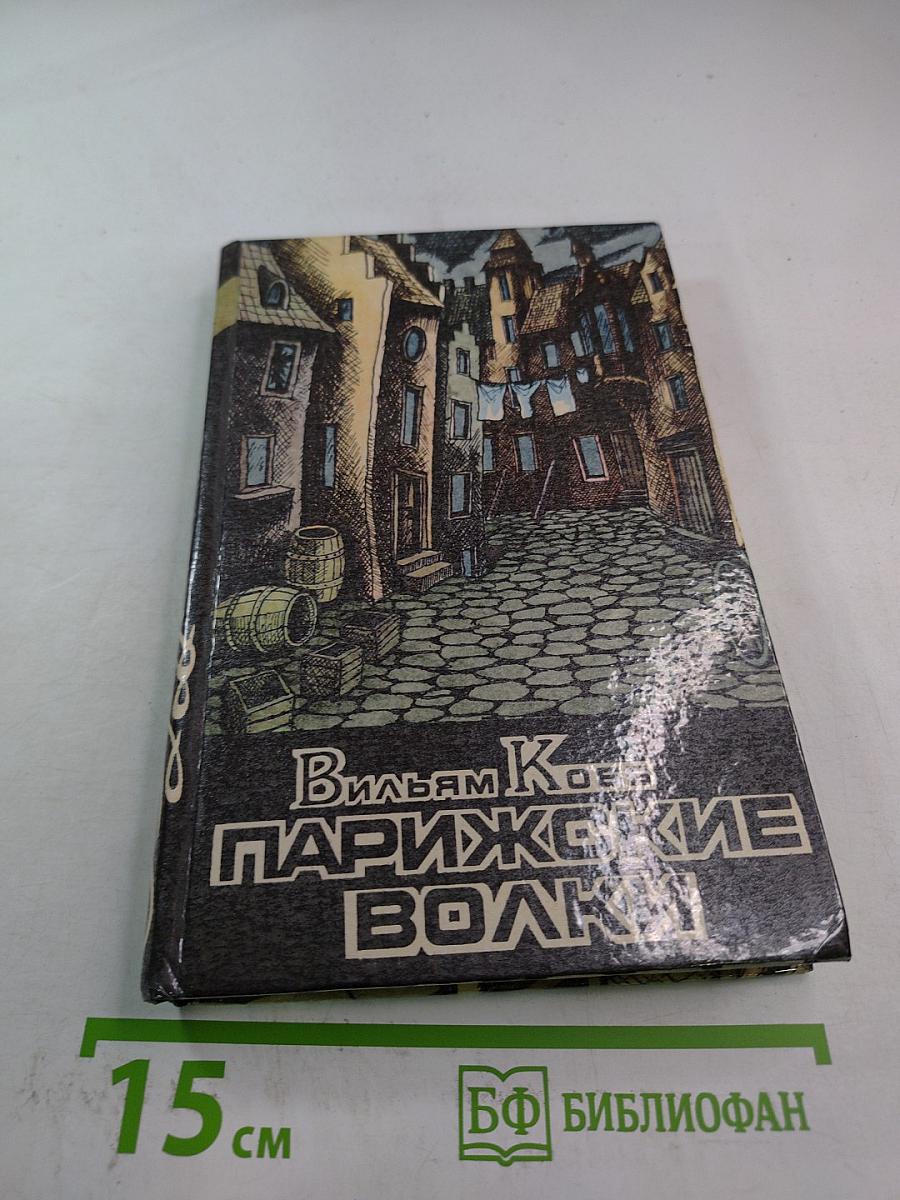 Вильям Кобб
ПАРИЖСКИЕ
ВОЛКИ
15 см
БФ БИБЛИОФАН